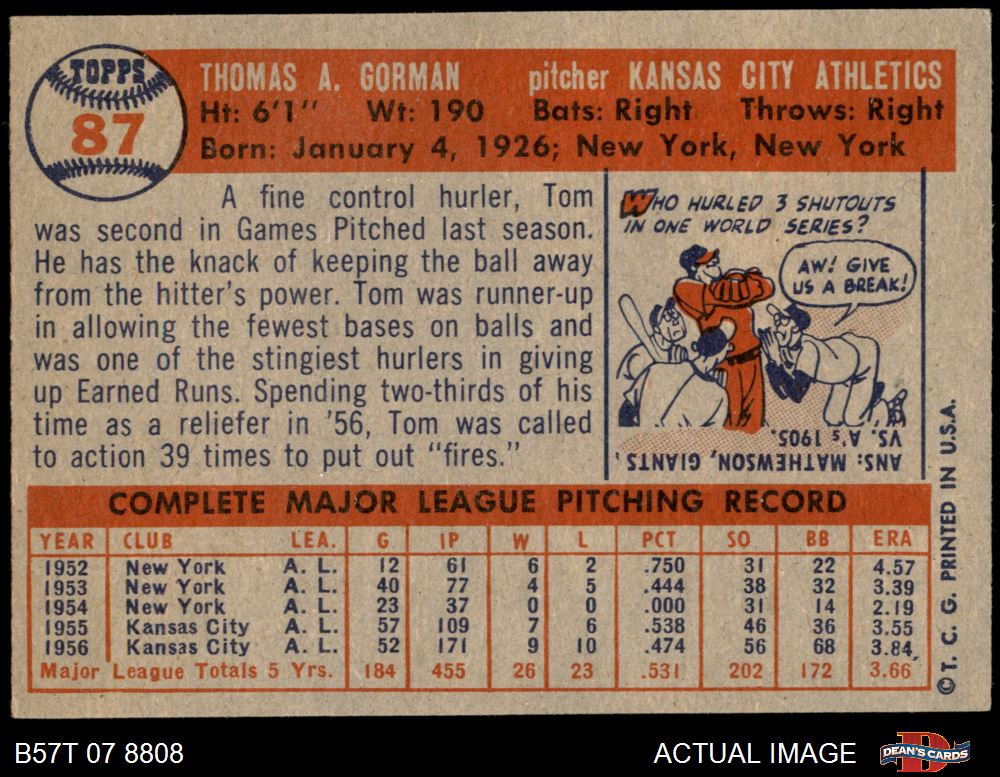 TOPPS
87
THOMAS A. GORMAN pitcher KANSAS CITY ATHLETICS
Ht: 6'1" Wt: 190 Bats: Right Throws: Right
Born: January 4, 1926; New York, New York
A fine control hurler, Tom
was second in Games Pitched last season.
He has the knack of keeping the ball away
from the hitter's power. Tom was runner-up
in allowing the fewest bases on balls and
was one of the stingiest hurlers in giving
up Earned Runs. Spending two-thirds of his
time as a reliefer in '56, Tom was called
to action 39 times to put out "fires."
WHO HURLED 3 SHUTOUTS
IN ONE WORLD SERIES?
AW! GIVE
US A BREAK!
ANS: MATHEWSON, GIANTS,
VS. A's 1905.
COMPLETE MAJOR LEAGUE PITCHING RECORD
YEAR CLUB LEA. G IP W L PCT SO BB ERA
1952 New York A. L. 12 61 6 2 .750 31 22 4.57
1953 New York A. L. 40 77 4 5 .444 38 32 3.39
1954 New York A. L. 23 37 0 0 .000 31 14 2.19
1955 Kansas City A. L. 57 109 7 6 .538 46 36 3.55
1956 Kansas City A. L. 52 171 9 10 .474 56 68 3.84
Major League Totals 5 Yrs. 184 455 26 23 .531 202 172 3.66
© T. C. G. PRINTED IN U.S.A.
B57T 07 8808
ACTUAL IMAGE
D
DEAN'S CARDS